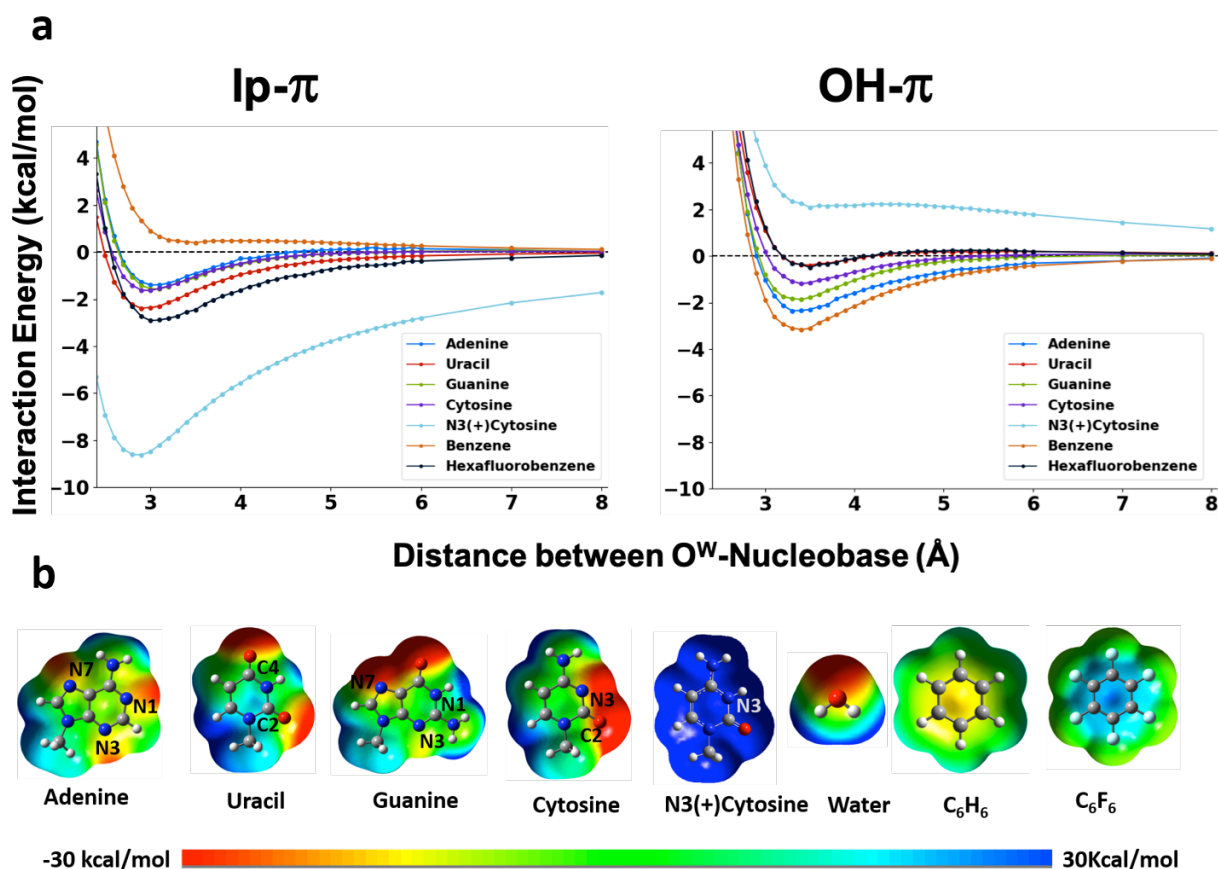 a
lp-π
OH-π
Interaction Energy (kcal/mol)
4
2
0
−2
−4
−6
−8
−10
3
4
5
6
7
8
Adenine
Uracil
Guanine
Cytosine
N3(+)Cytosine
Benzene
Hexafluorobenzene
4
2
0
−2
−4
−6
−8
−10
3
4
5
6
7
8
Adenine
Uracil
Guanine
Cytosine
N3(+)Cytosine
Benzene
Hexafluorobenzene
Distance between Oᵂ-Nucleobase (Å)
b
N7
N1
N3
C4
C2
N7
N1
N3
N3
C2
N3
Adenine
Uracil
Guanine
Cytosine
N3(+)Cytosine
Water
C₆H₆
C₆F₆
-30 kcal/mol
30Kcal/mol